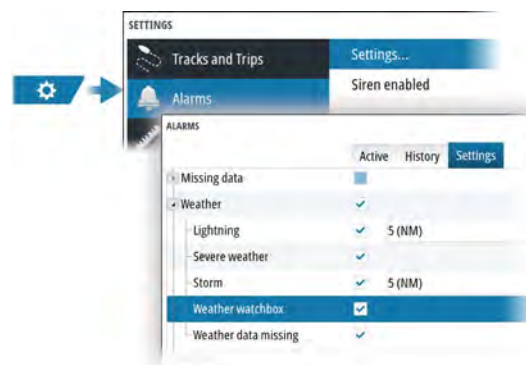 SETTINGS
Tracks and Trips
Settings...
Alarms
Siren enabled
ALARMS
Active History Settings
Missing data
Weather
Lightning 5 (NM)
Severe weather
Storm 5 (NM)
Weather watchbox
Weather data missing